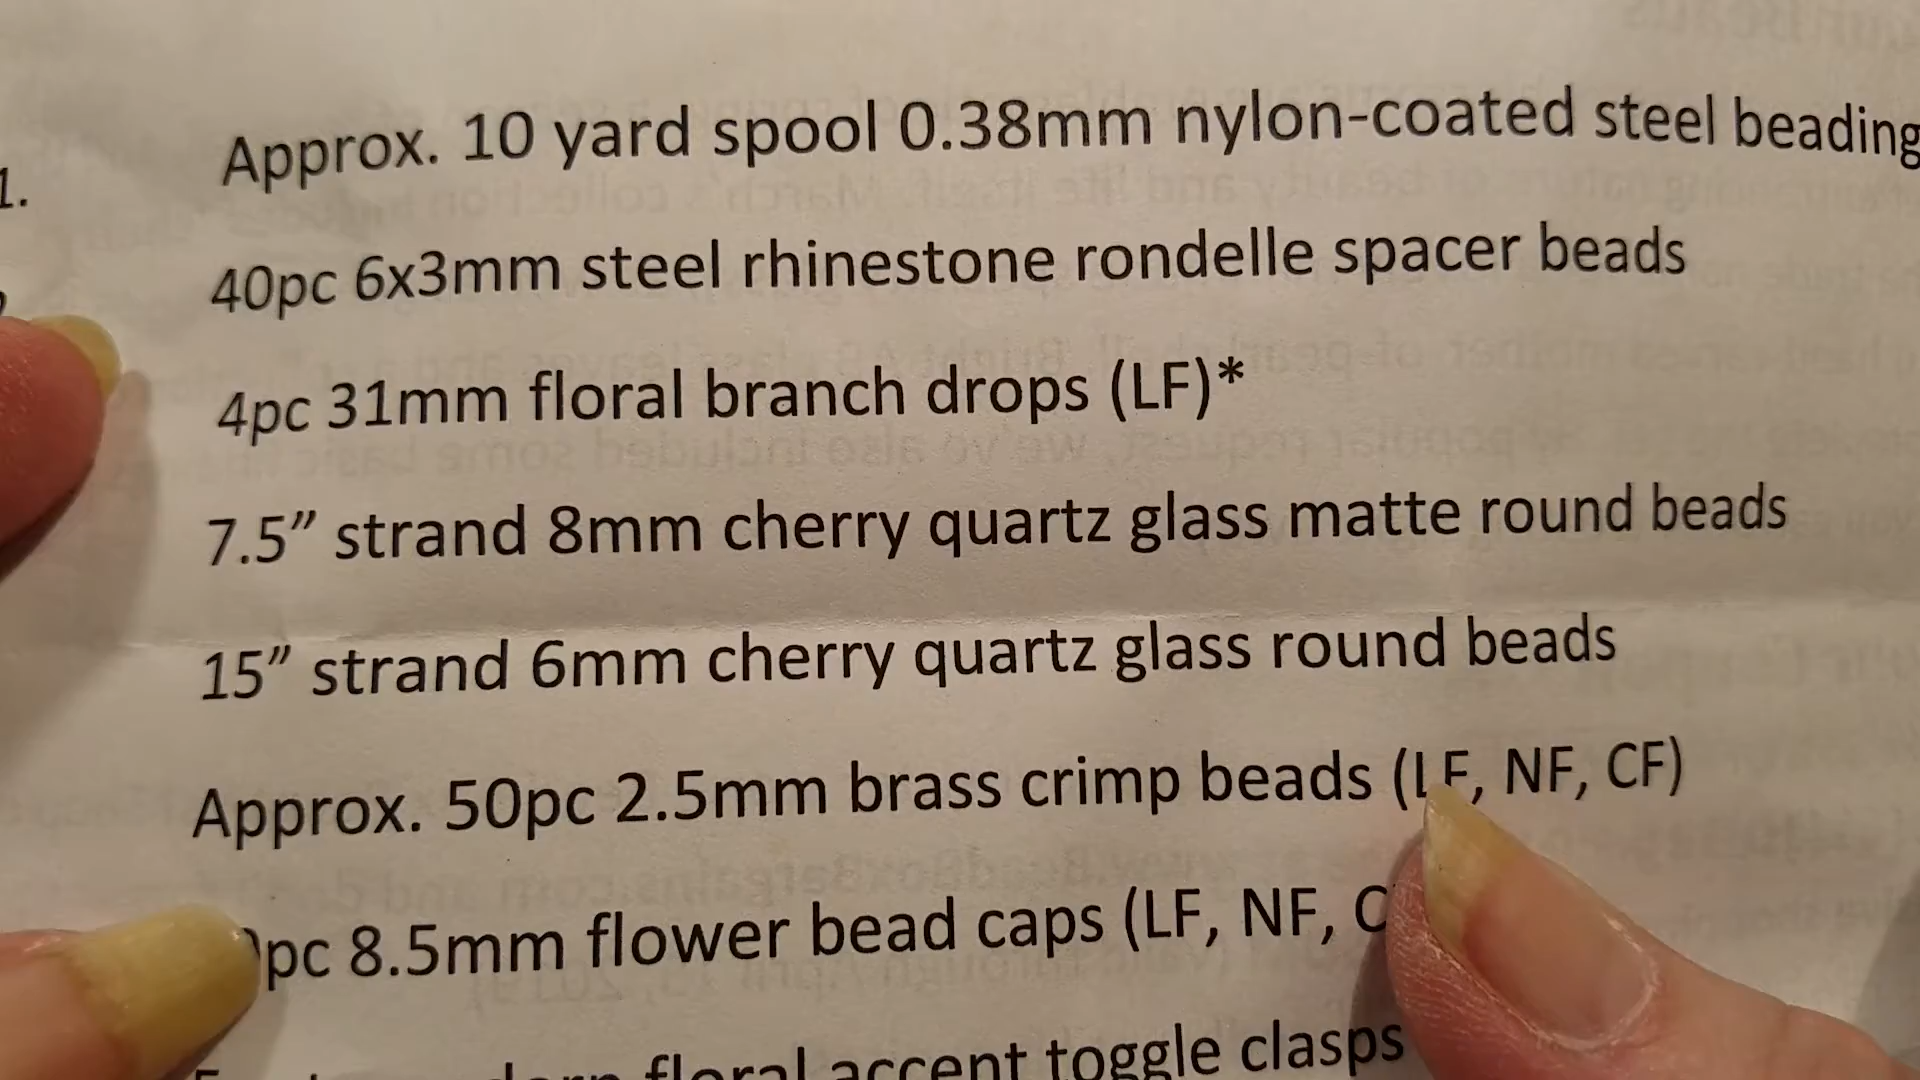 1.
Approx. 10 yard spool 0.38mm nylon-coated steel beading
40pc 6x3mm steel rhinestone rondelle spacer beads
4pc 31mm floral branch drops (LF)*
7.5” strand 8mm cherry quartz glass matte round beads
15” strand 6mm cherry quartz glass round beads
Approx. 50pc 2.5mm brass crimp beads (LF, NF, CF)
pc 8.5mm flower bead caps (LF, NF, C
floral accent toggle clasps